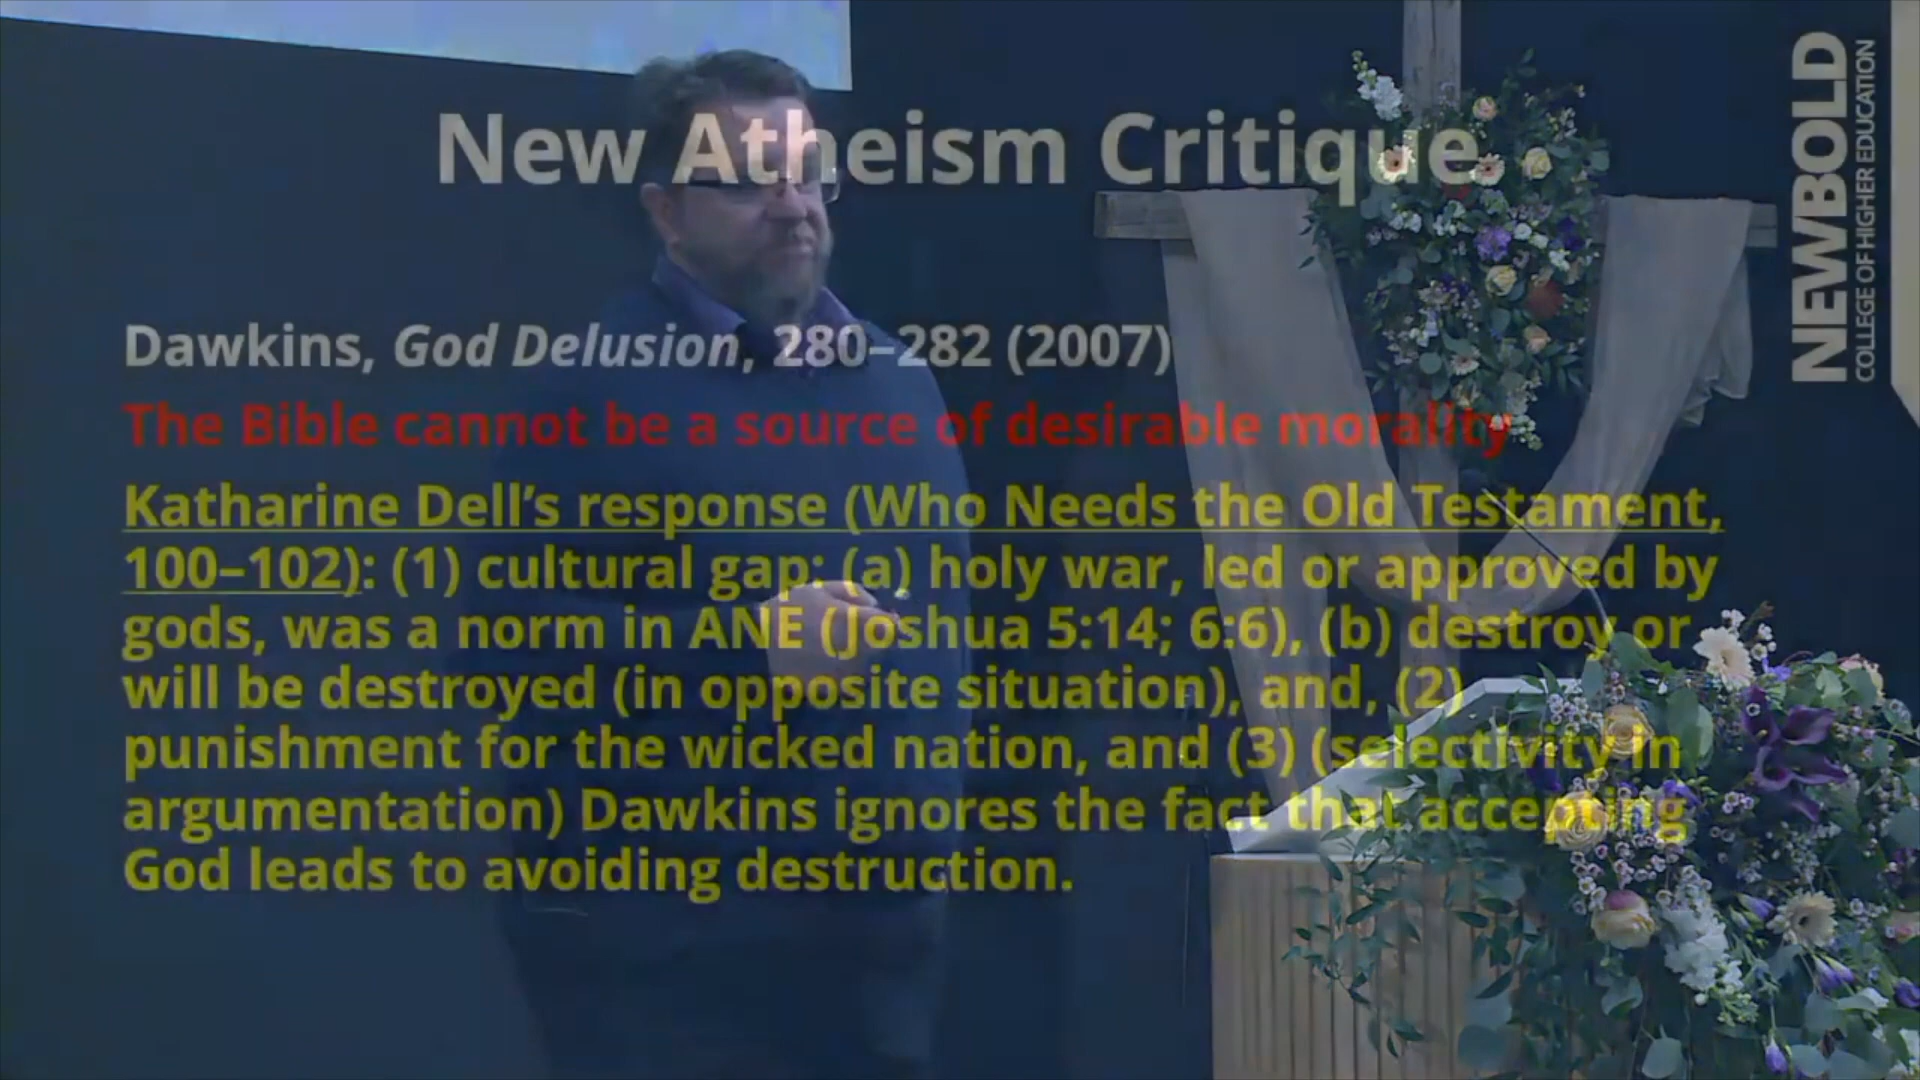 New Atheism Critique
Dawkins, God Delusion, 280–282 (2007)
The Bible cannot be a source of desirable morality
Katharine Dell’s response (Who Needs the Old Testament,
100–102): (1) cultural gap: (a) holy war, led or approved by
gods, was a norm in ANE (Joshua 5:14; 6:6), (b) destroy or
will be destroyed (in opposite situation), and, (2)
punishment for the wicked nation, and (3) (selectivity in
argumentation) Dawkins ignores the fact that accepting
God leads to avoiding destruction.
NEWBOLD
COLLEGE OF HIGHER EDUCATION